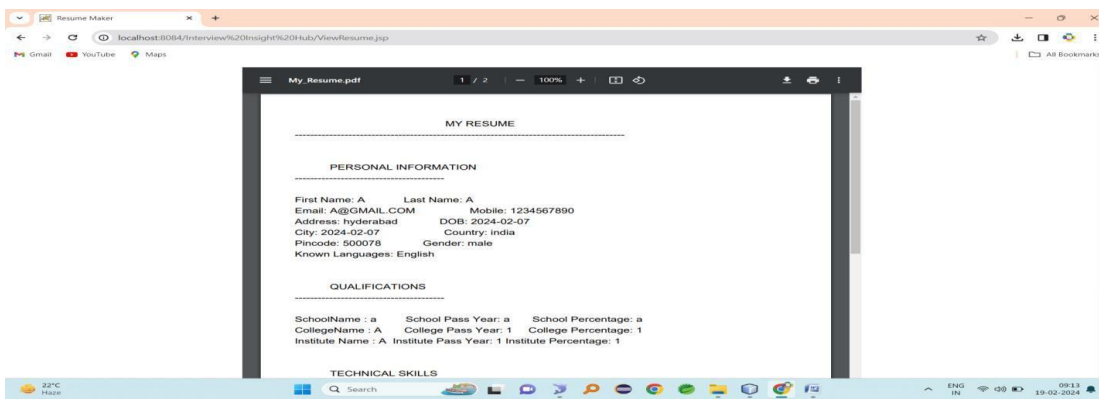 Resume Maker
localhost:8084/Interview%20Insight%20Hub/ViewResume.jsp
Gmail YouTube Maps All Bookmarks
My_Resume.pdf 1 / 2 100%
MY RESUME
--------------------------------------------------------------------------------------
PERSONAL INFORMATION
---------------------------------------
First Name: A Last Name: A
Email: A@GMAIL.COM Mobile: 1234567890
Address: hyderabad DOB: 2024-02-07
City: 2024-02-07 Country: india
Pincode: 500078 Gender: male
Known Languages: English
QUALIFICATIONS
---------------------------------------
SchoolName : a School Pass Year: a School Percentage: a
CollegeName : A College Pass Year: 1 College Percentage: 1
Institute Name : A Institute Pass Year: 1 Institute Percentage: 1
TECHNICAL SKILLS
22°C
Haze
Search
ENG
IN
09:13
19-02-2024